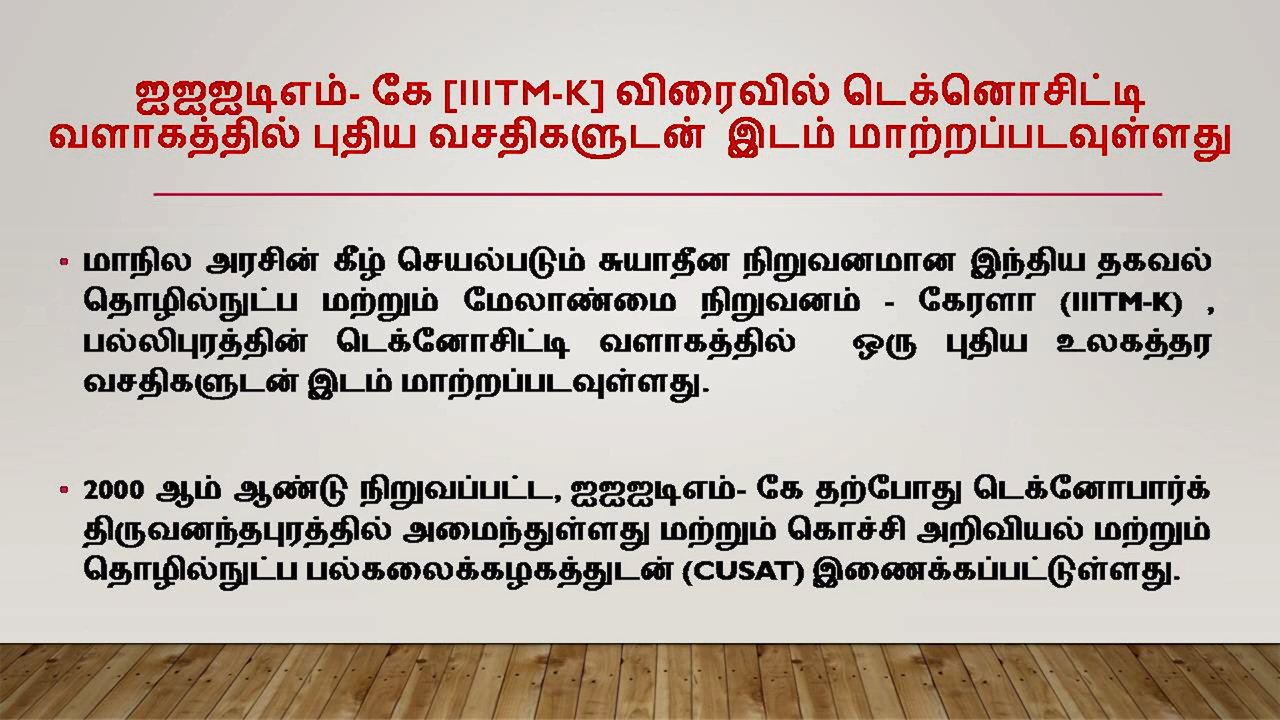 ஐஐஐடிஎம்- கே [IIITM-K] விரைவில் டெக்னொசிட்டி
வளாகத்தில் புதிய வசதிகளுடன் இடம் மாற்றப்படவுள்ளது
• மாநில அரசின் கீழ் செயல்படும் சுயாதீன நிறுவனமான இந்திய தகவல்
தொழில்நுட்ப மற்றும் மேலாண்மை நிறுவனம் - கேரளா (IIITM-K) ,
பல்லிபுரத்தின் டெக்னோசிட்டி வளாகத்தில் ஒரு புதிய உலகத்தர
வசதிகளுடன் இடம் மாற்றப்படவுள்ளது.
• 2000 ஆம் ஆண்டு நிறுவப்பட்ட, ஐஐஐடிஎம்- கே தற்போது டெக்னோபார்க்
திருவனந்தபுரத்தில் அமைந்துள்ளது மற்றும் கொச்சி அறிவியல் மற்றும்
தொழில்நுட்ப பல்கலைக்கழகத்துடன் (CUSAT) இணைக்கப்பட்டுள்ளது.